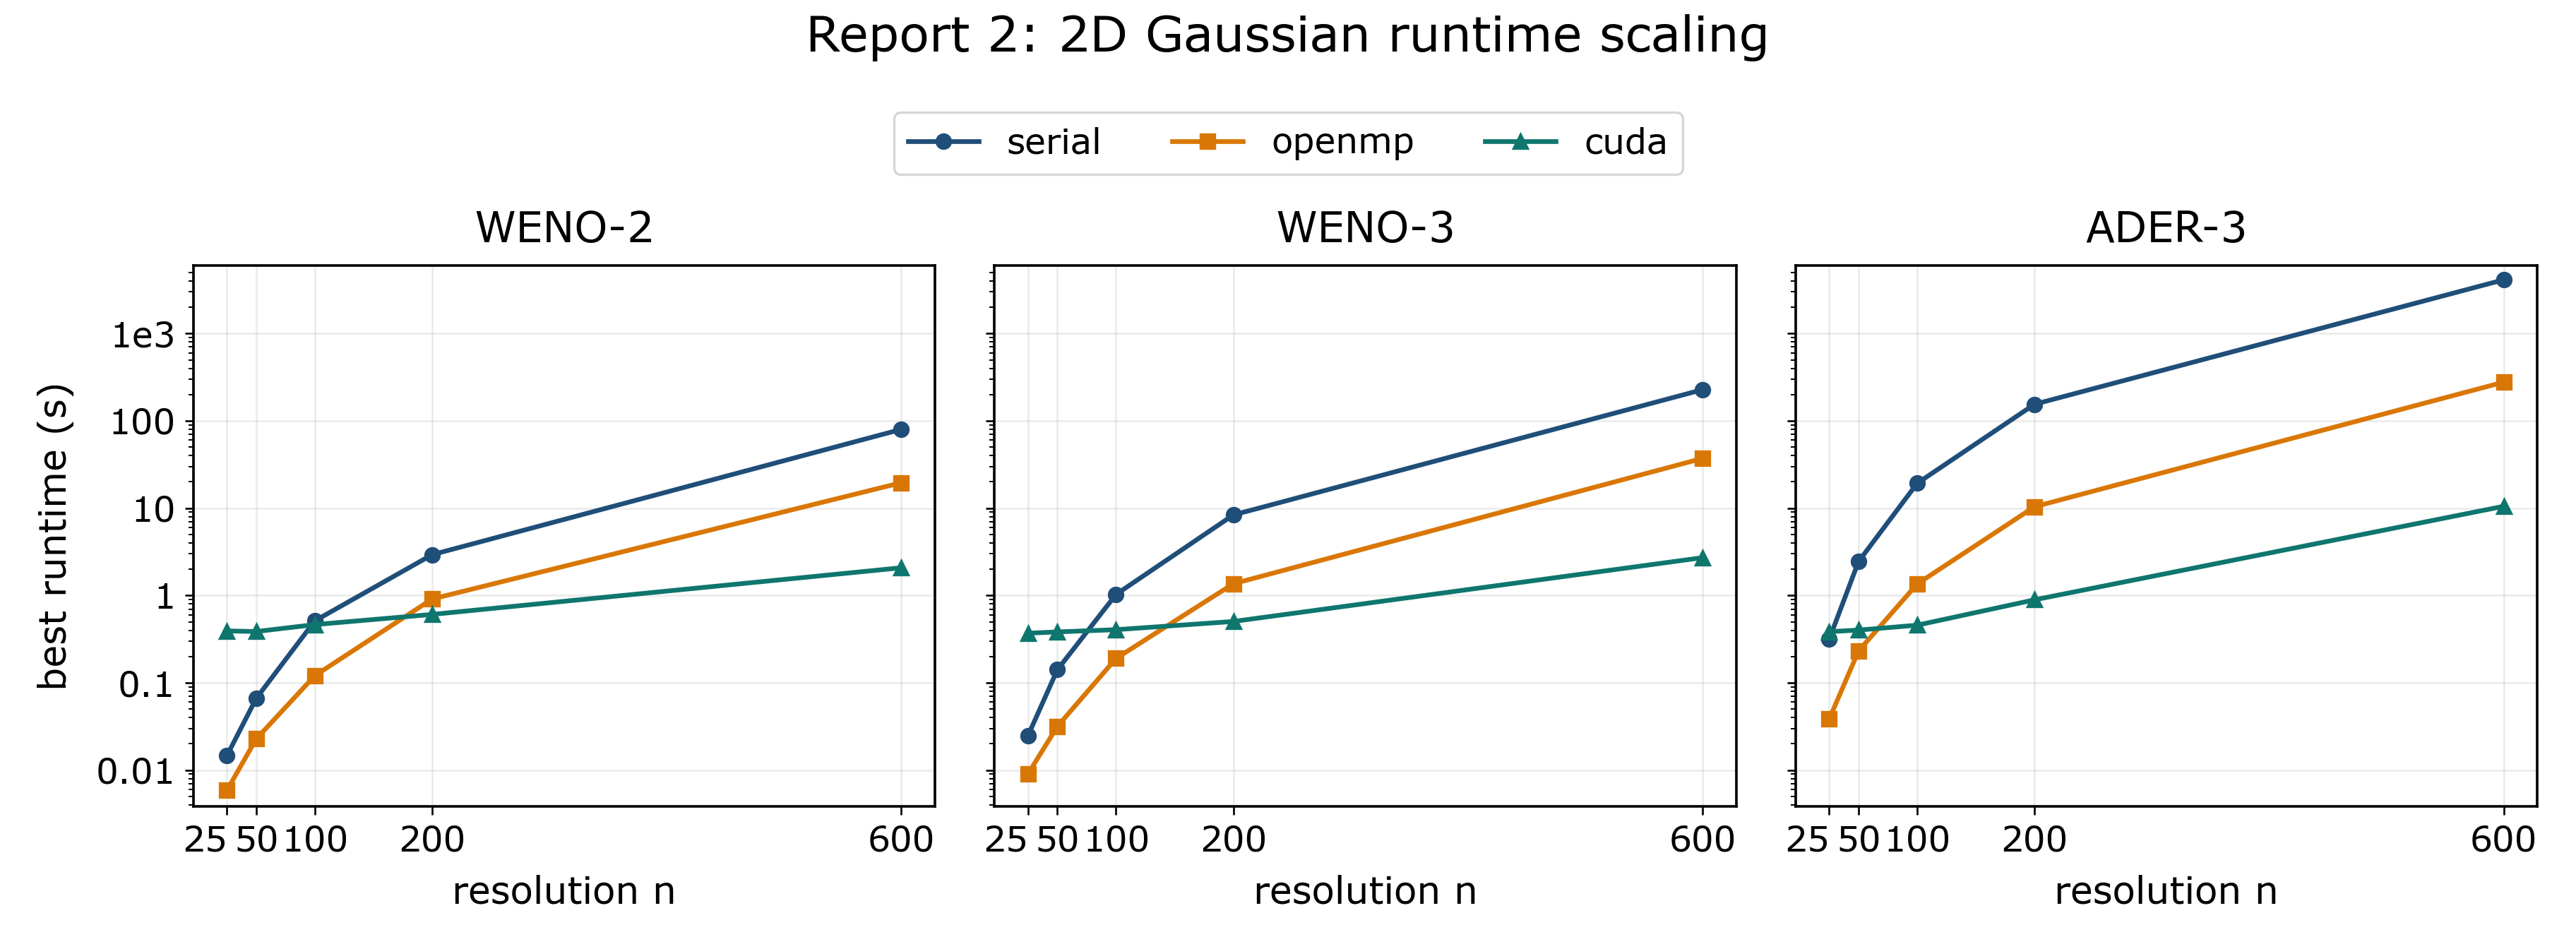 Report 2: 2D Gaussian runtime scaling
serial openmp cuda
WENO-2 WENO-3 ADER-3
best runtime (s)
1e3
100
10
1
0.1
0.01
25 50 100 200 600 25 50 100 200 600 25 50 100 200 600
resolution n resolution n resolution n